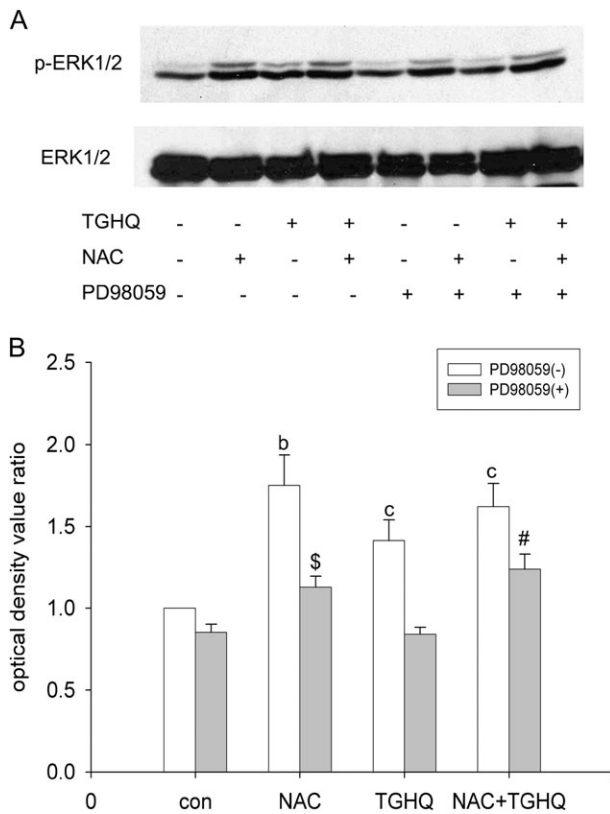 A
p-ERK1/2
ERK1/2
TGHQ - - + + - - + +
NAC - + - + - + - +
PD98059 - - - - + + + +
B
2.5
2.0
1.5
1.0
0.5
0.0
0
optical density value ratio
PD98059(-)
PD98059(+)
b
$
c
c
#
con NAC TGHQ NAC+TGHQ